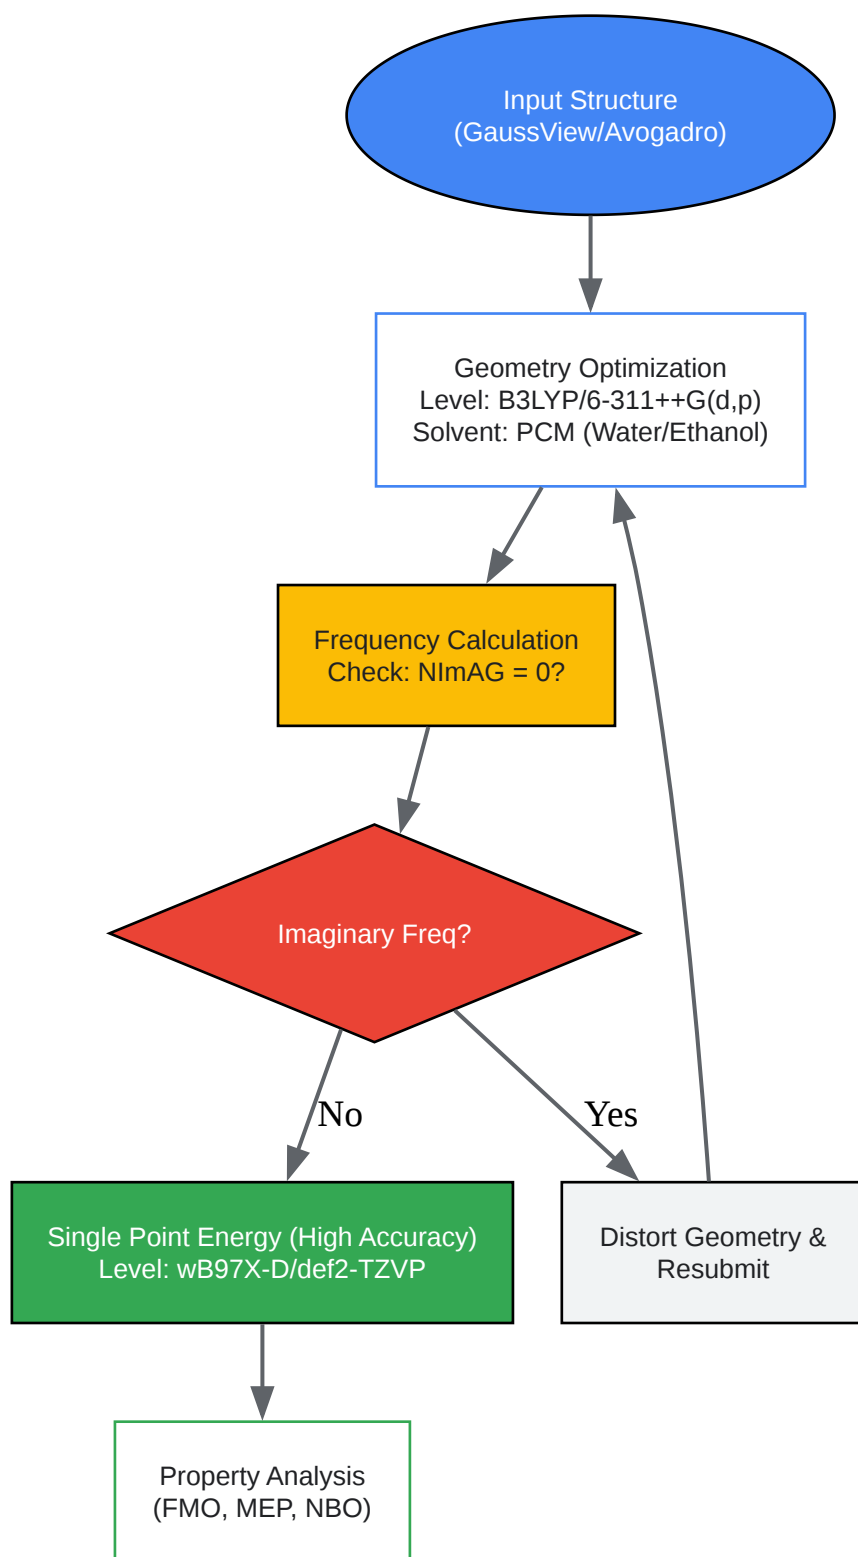 Input Structure
(GaussView/Avogadro)
Geometry Optimization
Level: B3LYP/6-311++G(d,p)
Solvent: PCM (Water/Ethanol)
Frequency Calculation
Check: NImAG = 0?
Imaginary Freq?
No
Yes
Single Point Energy (High Accuracy)
Level: wB97X-D/def2-TZVP
Distort Geometry &
Resubmit
Property Analysis
(FMO, MEP, NBO)